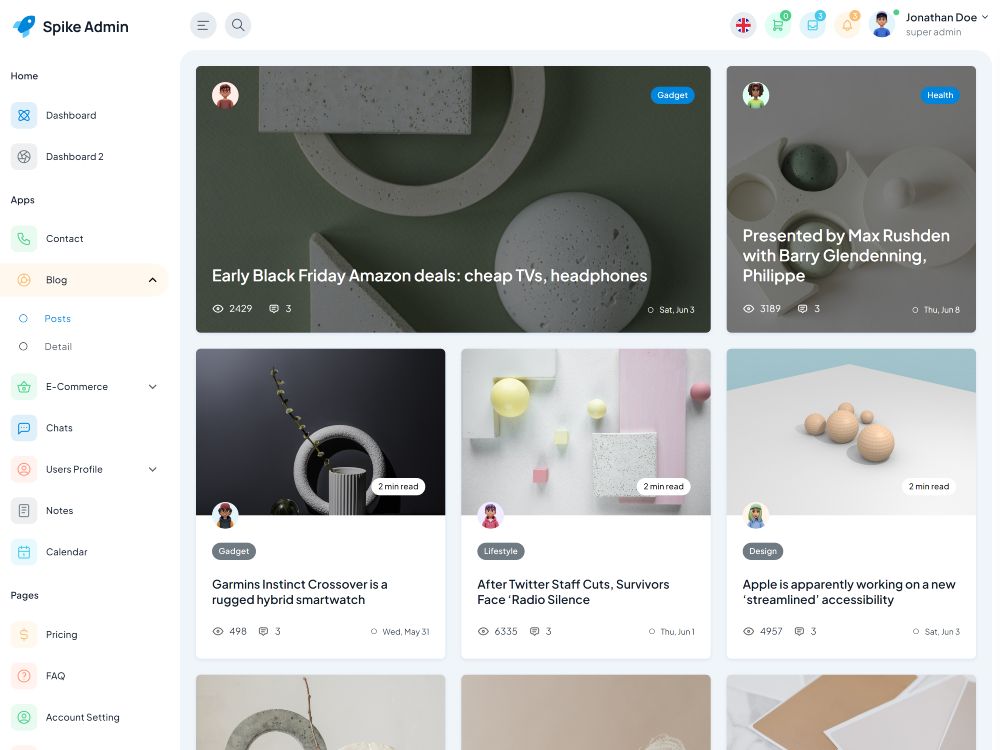 Spike Admin
0
3
3
Jonathan Doe
super admin
Home
Dashboard
Dashboard 2
Apps
Contact
Blog
Posts
Detail
E-Commerce
Chats
Users Profile
Notes
Calendar
Pages
Pricing
FAQ
Account Setting
Gadget
Early Black Friday Amazon deals: cheap TVs, headphones
2429 3 Sat, Jun 3
Health
Presented by Max Rushden
with Barry Glendenning,
Philippe
3189 3 Thu, Jun 8
2 min read
Gadget
Garmins Instinct Crossover is a
rugged hybrid smartwatch
498 3 Wed, May 31
2 min read
Lifestyle
After Twitter Staff Cuts, Survivors
Face ‘Radio Silence
6335 3 Thu, Jun 1
2 min read
Design
Apple is apparently working on a new
‘streamlined’ accessibility
4957 3 Sat, Jun 3